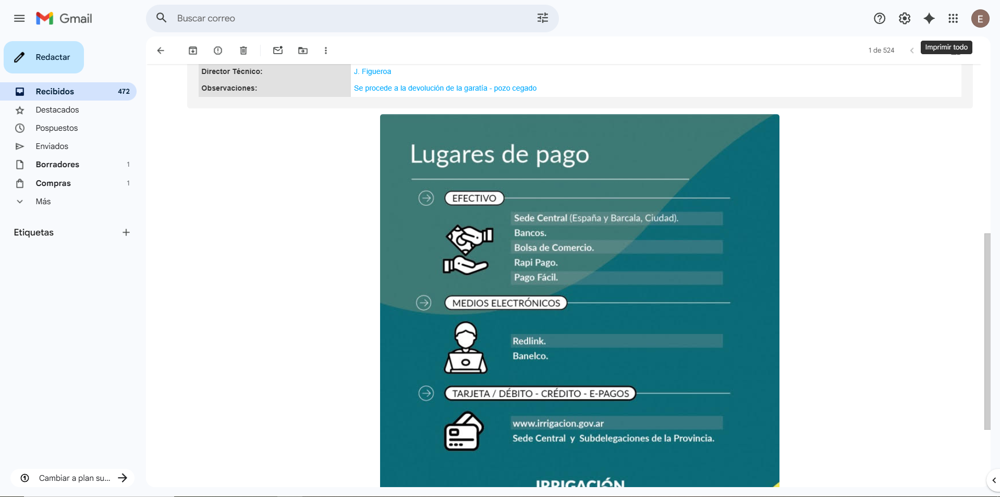 Gmail
Buscar correo
E
Redactar
1 de 524
Imprimir todo
Recibidos 472
Destacados
Pospuestos
Enviados
Borradores 1
Compras 1
Más
Etiquetas
Cambiar a plan su...
Director Técnico: J. Figueroa
Observaciones: Se procede a la devolución de la garatía - pozo cegado
Lugares de pago
EFECTIVO
Sede Central (España y Barcala, Ciudad).
Bancos.
Bolsa de Comercio.
Rapi Pago.
Pago Fácil.
MEDIOS ELECTRÓNICOS
Redlink.
Banelco.
TARJETA / DÉBITO - CRÉDITO - E-PAGOS
www.irrigacion.gov.ar
Sede Central y Subdelegaciones de la Provincia.
IRRIGACIÓN